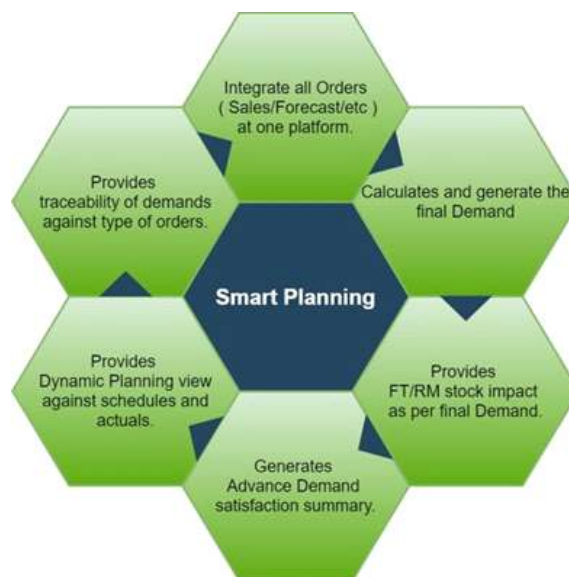 Integrate all Orders
( Sales/Forecast/etc )
at one platform.
Calculates and generate the
final Demand
Provides
FT/RM stock impact
as per final Demand.
Generates
Advance Demand
satisfaction summary.
Provides
Dynamic Planning view
against schedules and
actuals.
Provides
traceability of demands
against type of orders.
Smart Planning